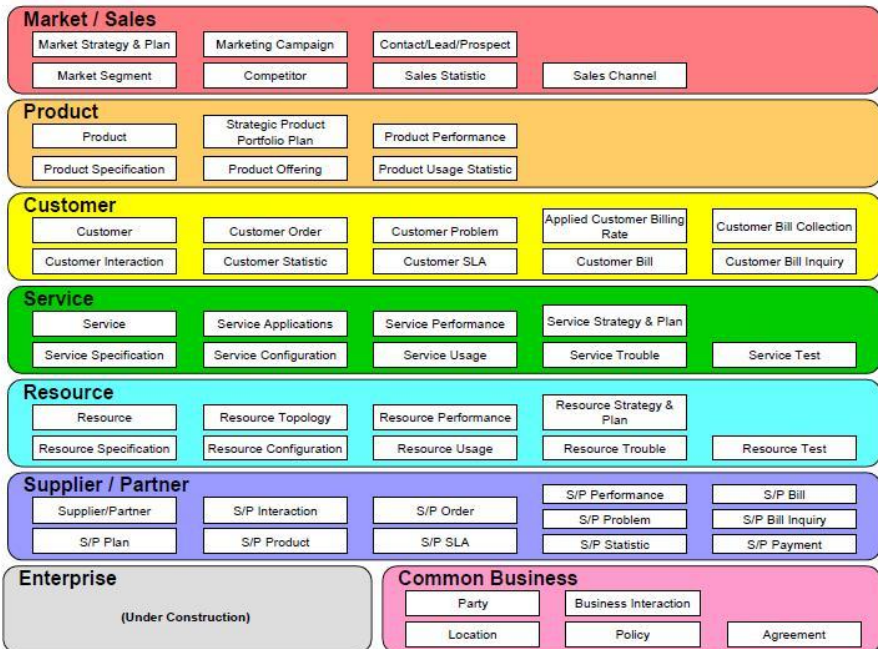 Market / Sales
Market Strategy & Plan
Marketing Campaign
Contact/Lead/Prospect
Market Segment
Competitor
Sales Statistic
Sales Channel
Product
Product
Strategic Product
Portfolio Plan
Product Performance
Product Specification
Product Offering
Product Usage Statistic
Customer
Customer
Customer Order
Customer Problem
Applied Customer Billing
Rate
Customer Bill Collection
Customer Interaction
Customer Statistic
Customer SLA
Customer Bill
Customer Bill Inquiry
Service
Service
Service Applications
Service Performance
Service Strategy & Plan
Service Specification
Service Configuration
Service Usage
Service Trouble
Service Test
Resource
Resource
Resource Topology
Resource Performance
Resource Strategy &
Plan
Resource Specification
Resource Configuration
Resource Usage
Resource Trouble
Resource Test
Supplier / Partner
Supplier/Partner
S/P Interaction
S/P Order
S/P Performance
S/P Bill
S/P Problem
S/P Bill Inquiry
S/P Plan
S/P Product
S/P SLA
S/P Statistic
S/P Payment
Enterprise
(Under Construction)
Common Business
Party
Business Interaction
Location
Policy
Agreement